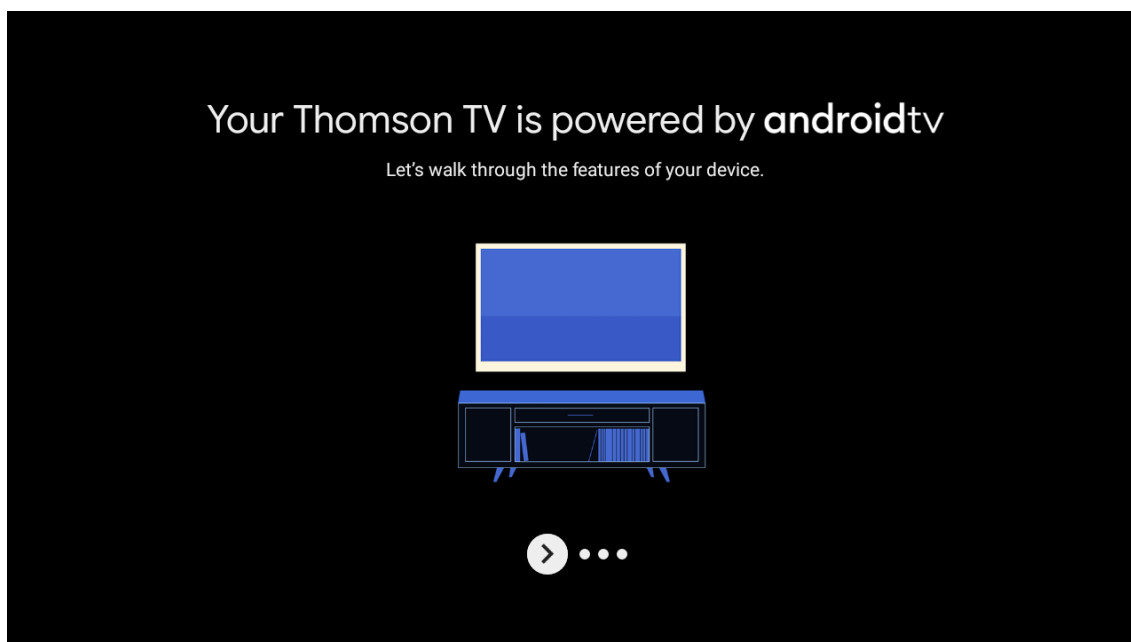 Your Thomson TV is powered by androidtv
Let's walk through the features of your device.